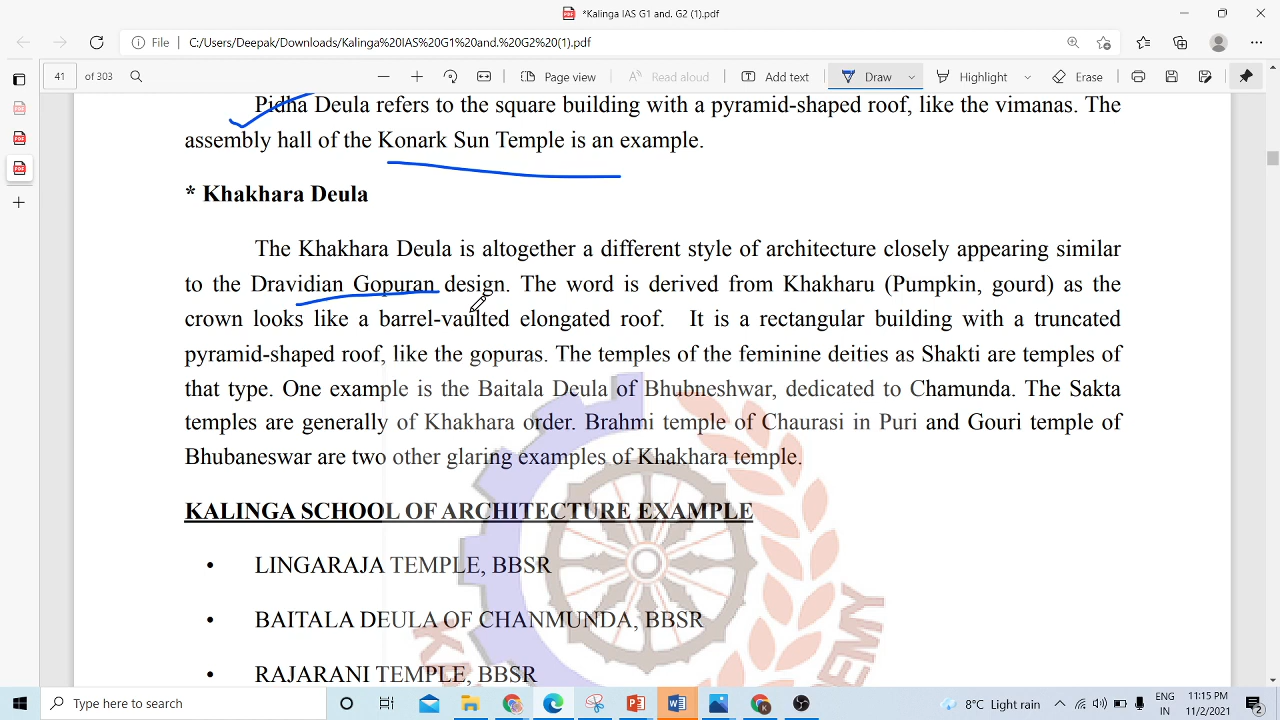 *Kalinga IAS G1 and. G2 (1).pdf
File C:/Users/Deepak/Downloads/Kalinga%20IAS%20G1%20and.%20G2%20(1).pdf
41 of 303 Page view Read aloud Add text Draw Highlight Erase
Pidha Deula refers to the square building with a pyramid-shaped roof, like the vimanas. The
assembly hall of the Konark Sun Temple is an example.
* Khakhara Deula
The Khakhara Deula is altogether a different style of architecture closely appearing similar
to the Dravidian Gopuran design. The word is derived from Khakharu (Pumpkin, gourd) as the
crown looks like a barrel-vaulted elongated roof. It is a rectangular building with a truncated
pyramid-shaped roof, like the gopuras. The temples of the feminine deities as Shakti are temples of
that type. One example is the Baitala Deula of Bhubneshwar, dedicated to Chamunda. The Sakta
temples are generally of Khakhara order. Brahmi temple of Chaurasi in Puri and Gouri temple of
Bhubaneswar are two other glaring examples of Khakhara temple.
KALINGA SCHOOL OF ARCHITECTURE EXAMPLE
• LINGARAJA TEMPLE, BBSR
• BAITALA DEULA OF CHANMUNDA, BBSR
• RAJARANI TEMPLE, BBSR
Type here to search 8°C Light rain ENG 11:15 PM
IN 11/2/2021 2